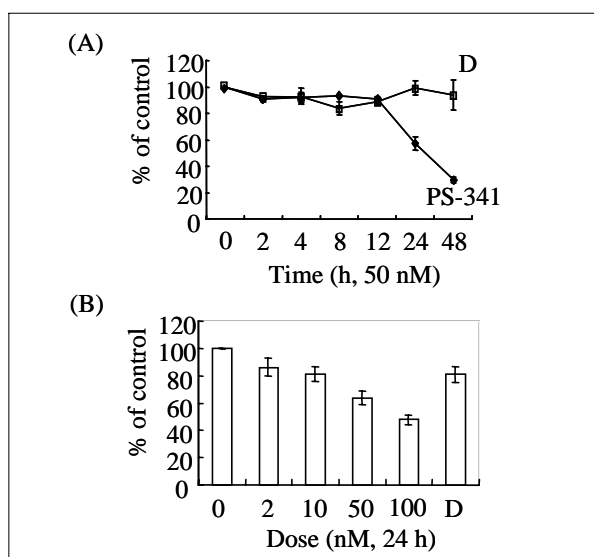 (A)
120
100
80
60
40
20
0
% of control
D
PS-341
0 2 4 8 12 24 48
Time (h, 50 nM)
(B)
120
100
80
60
40
20
0
% of control
0 2 10 50 100 D
Dose (nM, 24 h)